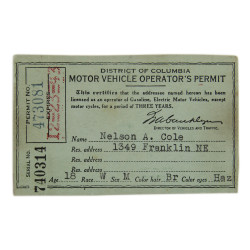 DISTRICT OF COLUMBIA
MOTOR VEHICLE OPERATOR'S PERMIT
This certifies that the addressee named hereon has been
licensed as an operator of Gasoline, Electric Motor Vehicles, except
motor cycles, for a period of THREE YEARS.
DIRECTOR OF VEHICLES AND TRAFFIC.
Name Nelson A. Cole
Res. address 1349 Franklin NE
Res. address
Res. address
Age 18 W M Color hair Br Color eyes Haz
PERMIT NO. 473081
SERIAL NO. 740314